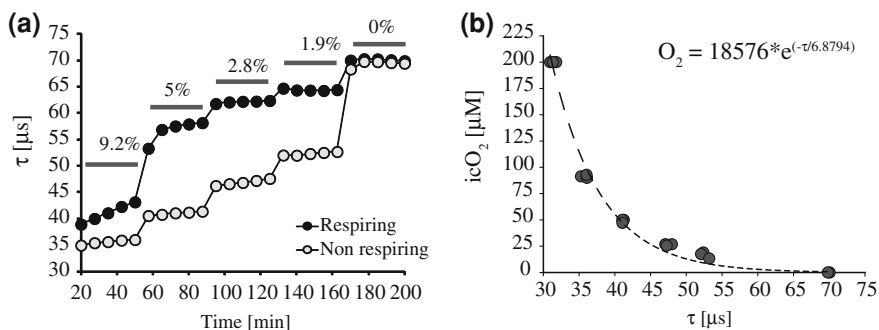 (a)
75
70
65
60
55
50
45
40
35
30
τ [µs]
9.2%
5%
2.8%
1.9%
0%
Respiring
Non respiring
20 40 60 80 100 120 140 160 180 200
Time [min]
(b)
O₂ = 18576*e(-τ/6.8794)
225
200
175
150
125
100
75
50
25
0
icO₂ [µM]
30 35 40 45 50 55 60 65 70 75
τ [µs]